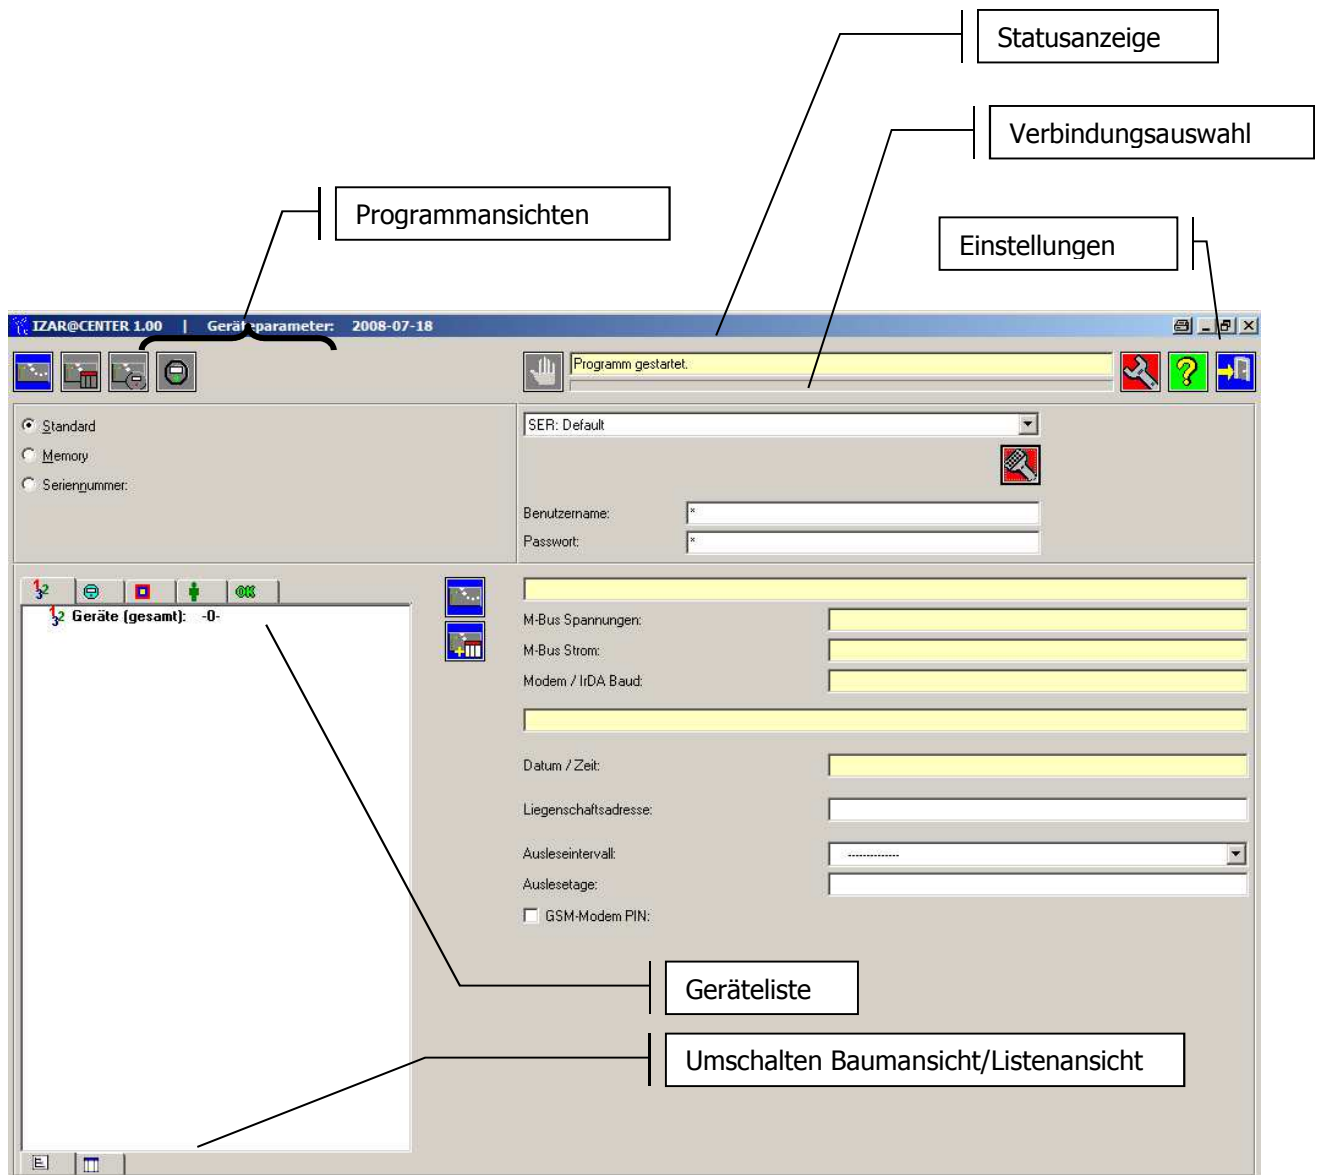 Statusanzeige
Verbindungsauswahl
Programmansichten
Einstellungen
IZAR@CENTER 1.00 | Geräteparameter: 2008-07-18
Programm gestartet.
Standard
Memory
Seriennummer:
SER: Default
Benutzername: *
Passwort: *
OK
Geräte (gesamt): -0-
M-Bus Spannungen:
M-Bus Strom:
Modem / IrDA Baud:
Datum / Zeit:
Liegenschaftsadresse:
Ausleseintervall: --------------
Auslesetage:
GSM-Modem PIN:
Geräteliste
Umschalten Baumansicht/Listenansicht